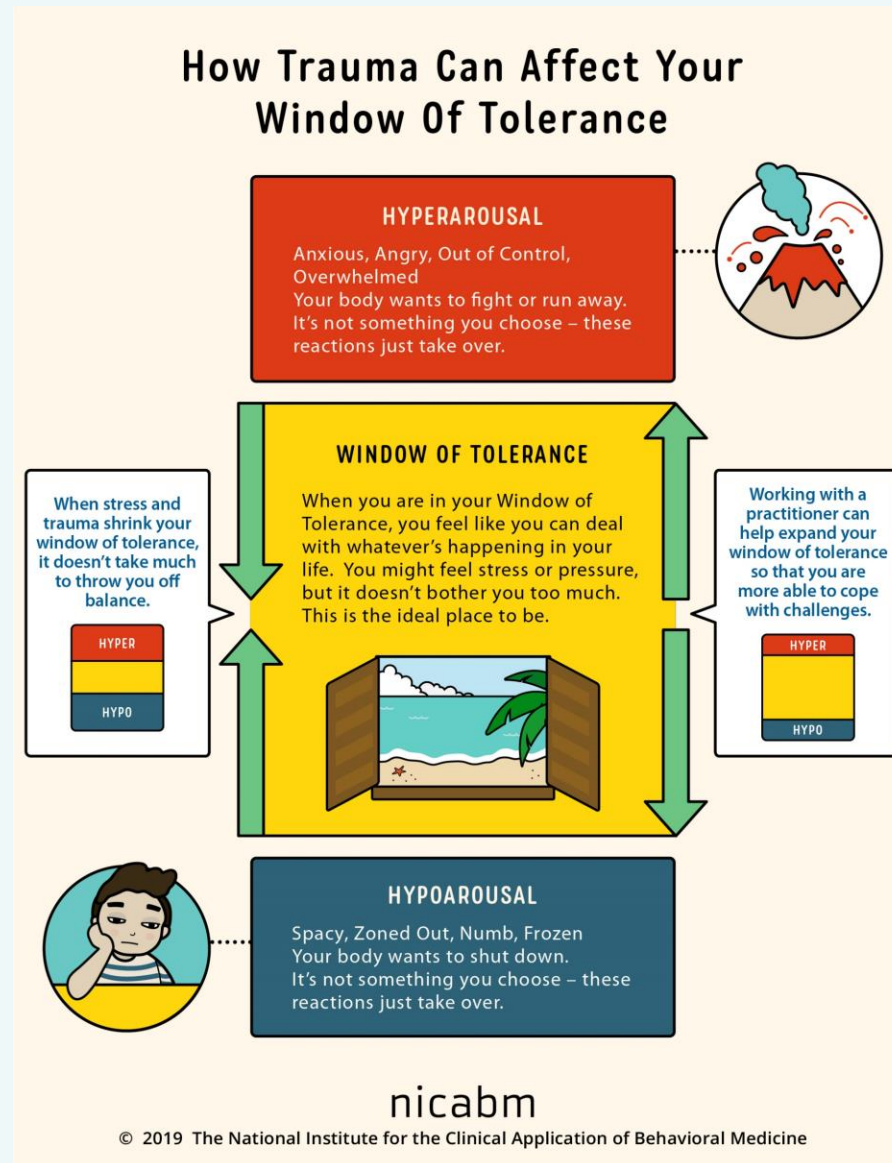 How Trauma Can Affect Your
Window Of Tolerance
HYPERAROUSAL
Anxious, Angry, Out of Control,
Overwhelmed
Your body wants to fight or run away.
It's not something you choose – these
reactions just take over.
WINDOW OF TOLERANCE
When you are in your Window of
Tolerance, you feel like you can deal
with whatever's happening in your
life.  You might feel stress or pressure,
but it doesn't bother you too much.
This is the ideal place to be.
When stress and
trauma shrink your
window of tolerance,
it doesn't take much
to throw you off
balance.
HYPER
HYPO
Working with a
practitioner can
help expand your
window of tolerance
so that you are
more able to cope
with challenges.
HYPER
HYPO
HYPOAROUSAL
Spacy, Zoned Out, Numb, Frozen
Your body wants to shut down.
It's not something you choose – these
reactions just take over.
nicabm
© 2019 The National Institute for the Clinical Application of Behavioral Medicine